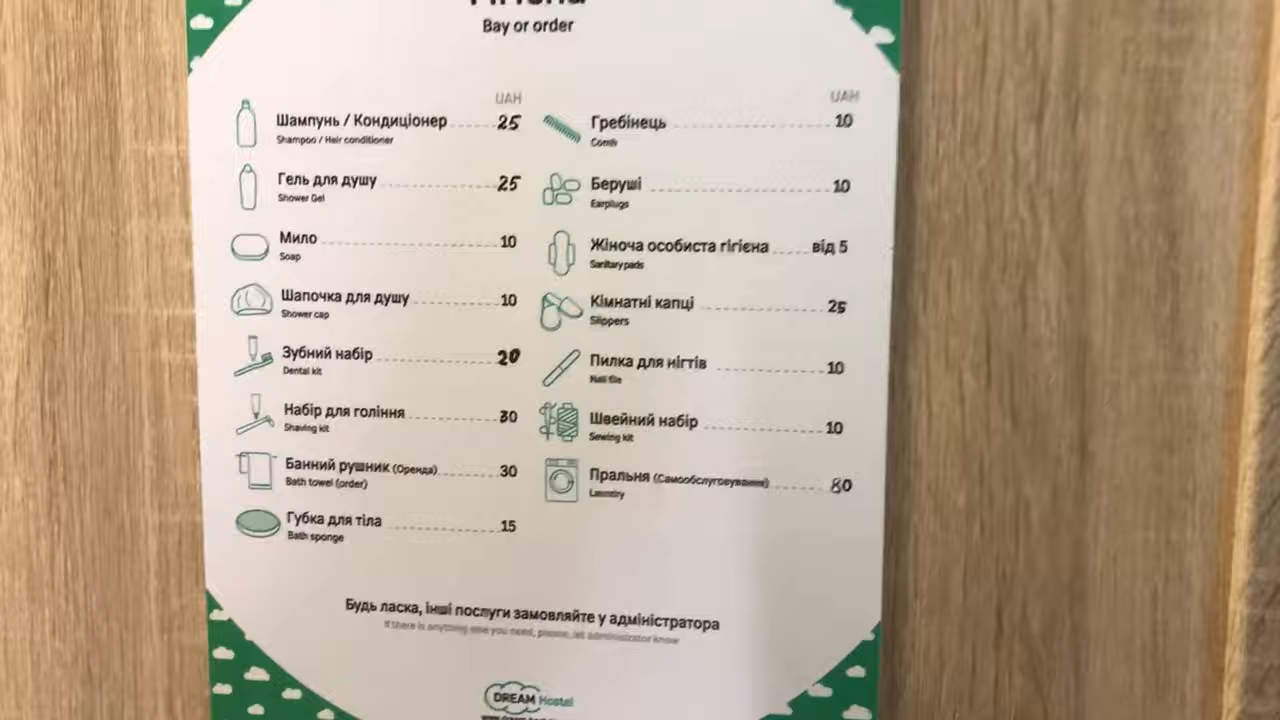 Bay or order
UAH
Шампунь / Кондиціонер 25
Shampoo / Hair conditioner
Гель для душу 25
Shower Gel
Мило 10
Soap
Шапочка для душу 10
Shower cap
Зубний набір 20
Dental kit
Набір для гоління 30
Shaving kit
Банний рушник (Оренда) 30
Bath towel (order)
Губка для тіла 15
Bath sponge
UAH
Гребінець 10
Comb
Беруші 10
Earplugs
Жіноча особиста гігієна від 5
Sanitary pads
Кімнатні капці 25
Slippers
Пилка для нігтів 10
Nail file
Швейний набір 10
Sewing kit
Пральня (Самообслуговування) 80
Laundry
Будь ласка, інші послуги замовляйте у адміністратора
If there is anything else you need, please, let administrator know
DREAM Hostel